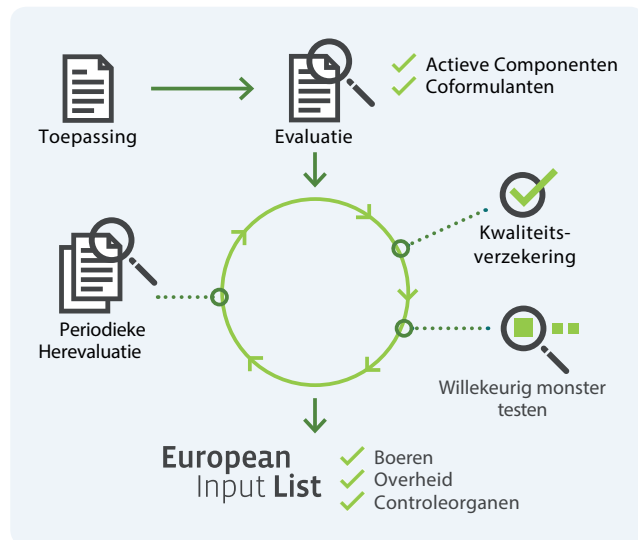 Toepassing
Evaluatie
Actieve Componenten
Coformulanten
Kwaliteits-
verzekering
Periodieke
Herevaluatie
Willekeurig monster
testen
European
Input List
Boeren
Overheid
Controleorganen